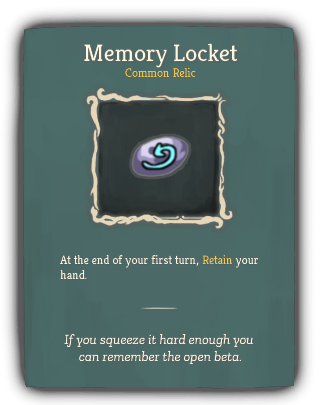 Memory Locket
Common Relic
At the end of your first turn, Retain your
hand.
If you squeeze it hard enough you
can remember the open beta.